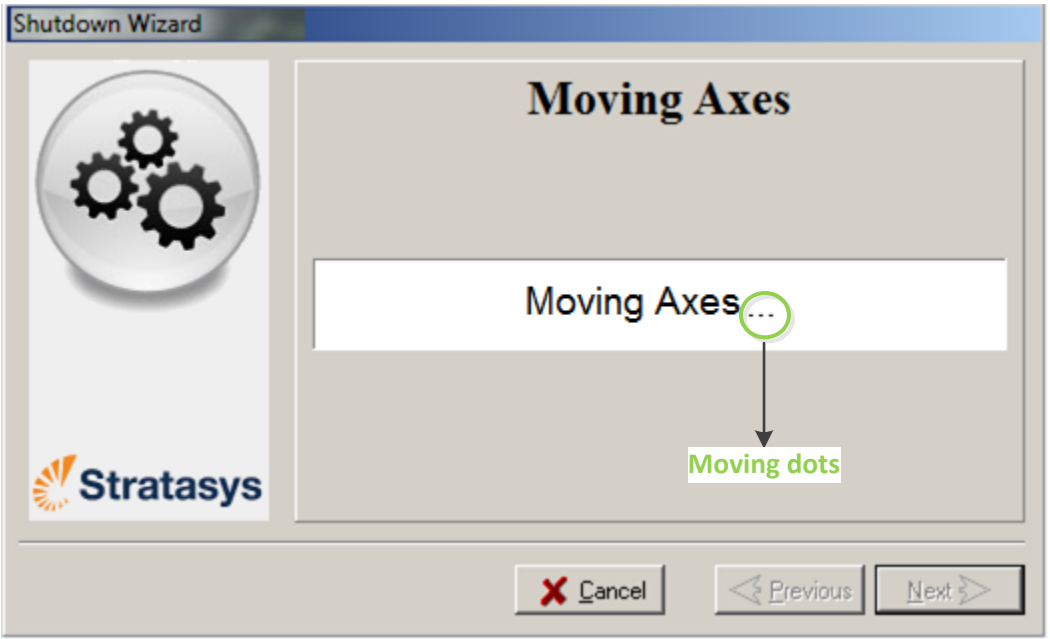 Shutdown Wizard
Moving Axes
Moving Axes...
Moving dots
Stratasys
Cancel
Previous
Next